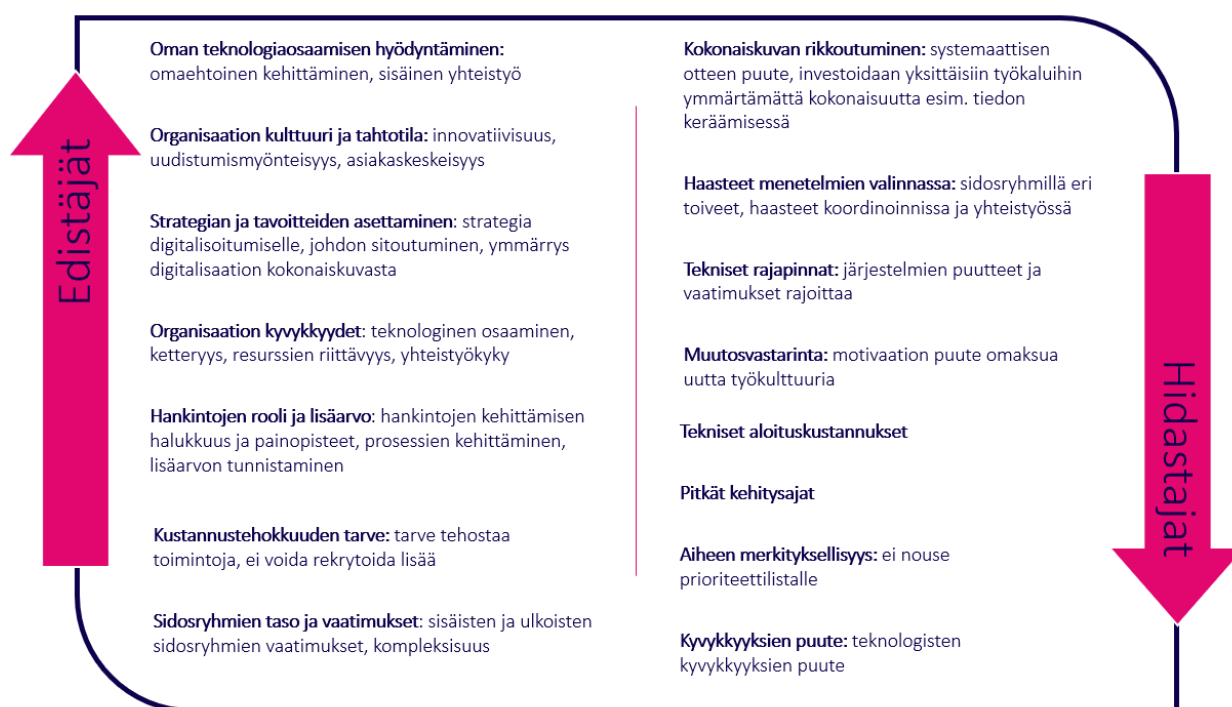 Edistäjät
Oman teknologiaosaamisen hyödyntäminen:
omaehtoinen kehittäminen, sisäinen yhteistyö
Organisaation kulttuuri ja tahtotila: innovatiivisuus,
uudistumismyönteisyys, asiakaskeskeisyys
Strategian ja tavoitteiden asettaminen: strategia
digitalisoitumiselle, johdon sitoutuminen, ymmärrys
digitalisaation kokonaiskuvasta
Organisaation kyvykkyydet: teknologinen osaaminen,
ketteryys, resurssien riittävyys, yhteistyökyky
Hankintojen rooli ja lisäarvo: hankintojen kehittämisen
halukkuus ja painopisteet, prosessien kehittäminen,
lisäarvon tunnistaminen
Kustannustehokkuuden tarve: tarve tehostaa
toimintoja, ei voida rekrytoida lisää
Sidosryhmien taso ja vaatimukset: sisäisten ja ulkoisten
sidosryhmien vaatimukset, kompleksisuus
Kokonaiskuvan rikkoutuminen: systemaattisen
otteen puute, investoidaan yksittäisiin työkaluihin
ymmärtämättä kokonaisuutta esim. tiedon
keräämisessä
Haasteet menetelmien valinnassa: sidosryhmillä eri
toiveet, haasteet koordinoinnissa ja yhteistyössä
Tekniset rajapinnat: järjestelmien puutteet ja
vaatimukset rajoittaa
Muutosvastarinta: motivaation puute omaksua
uutta työkulttuuria
Tekniset aloituskustannukset
Pitkät kehitysajat
Aiheen merkityksellisyys: ei nouse
prioriteettilistalle
Kyvykkyyksien puute: teknologisten
kyvykkyyksien puute
Hidastajat